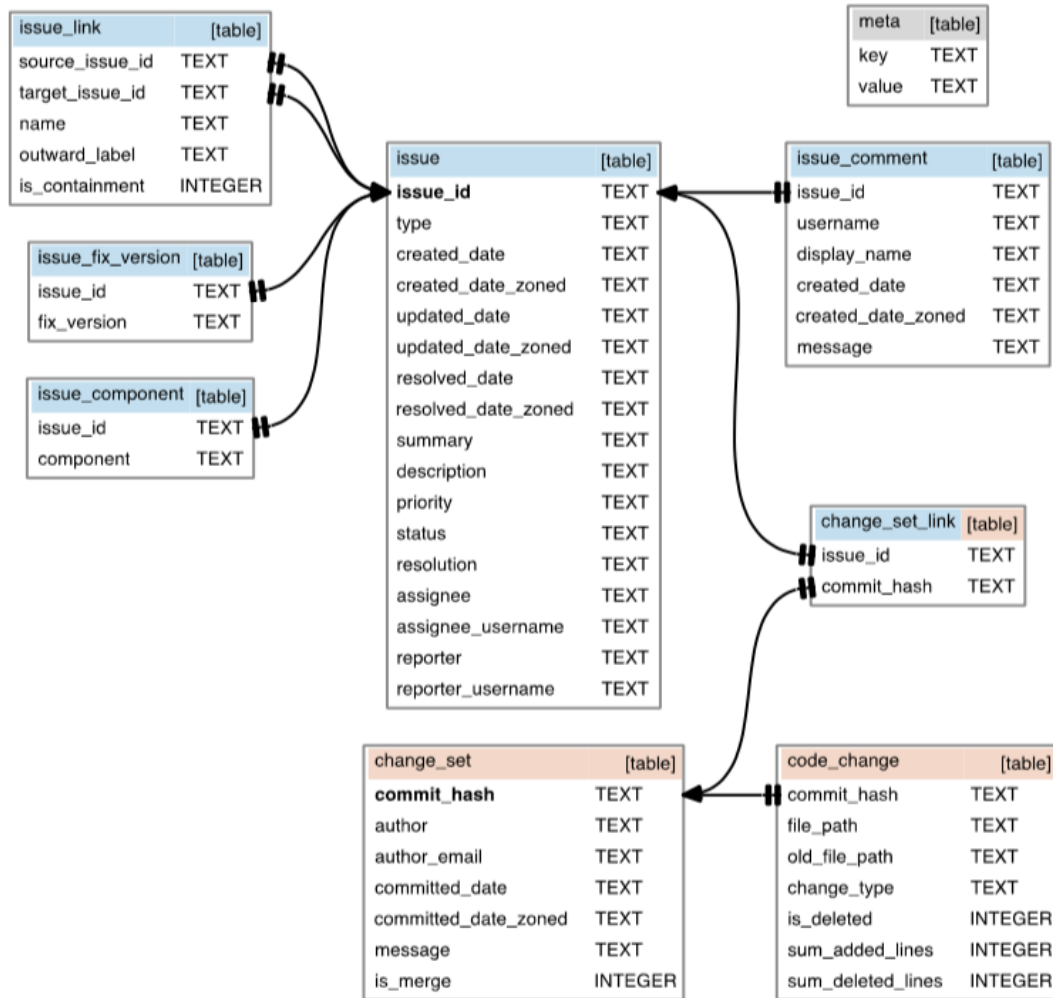 issue_link [table]
source_issue_id TEXT
target_issue_id TEXT
name TEXT
outward_label TEXT
is_containment INTEGER
meta [table]
key TEXT
value TEXT
issue [table]
issue_id TEXT
type TEXT
created_date TEXT
created_date_zoned TEXT
updated_date TEXT
updated_date_zoned TEXT
resolved_date TEXT
resolved_date_zoned TEXT
summary TEXT
description TEXT
priority TEXT
status TEXT
resolution TEXT
assignee TEXT
assignee_username TEXT
reporter TEXT
reporter_username TEXT
issue_comment [table]
issue_id TEXT
username TEXT
display_name TEXT
created_date TEXT
created_date_zoned TEXT
message TEXT
issue_fix_version [table]
issue_id TEXT
fix_version TEXT
issue_component [table]
issue_id TEXT
component TEXT
change_set_link [table]
issue_id TEXT
commit_hash TEXT
change_set [table]
commit_hash TEXT
author TEXT
author_email TEXT
committed_date TEXT
committed_date_zoned TEXT
message TEXT
is_merge INTEGER
code_change [table]
commit_hash TEXT
file_path TEXT
old_file_path TEXT
change_type TEXT
is_deleted INTEGER
sum_added_lines INTEGER
sum_deleted_lines INTEGER